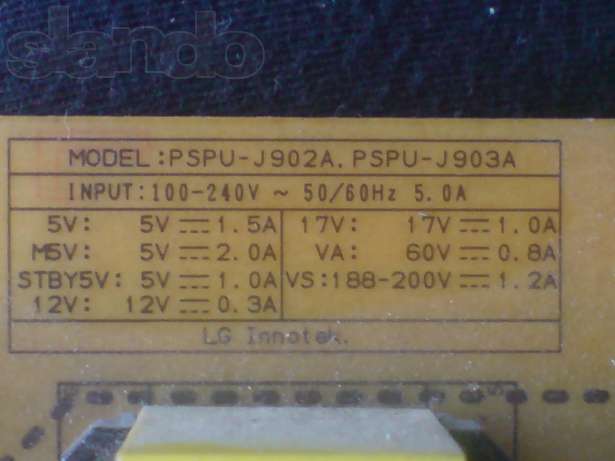 slando
MODEL:PSPU-J902A, PSPU-J903A
INPUT:100-240V ~ 50/60Hz 5.0A
5V: 5V ⎓ 1.5A
M5V: 5V ⎓ 2.0A
STBY5V: 5V ⎓ 1.0A
12V: 12V ⎓ 0.3A
17V: 17V ⎓ 1.0A
VA: 60V ⎓ 0.8A
VS:188-200V ⎓ 1.2A
LG Innotek.